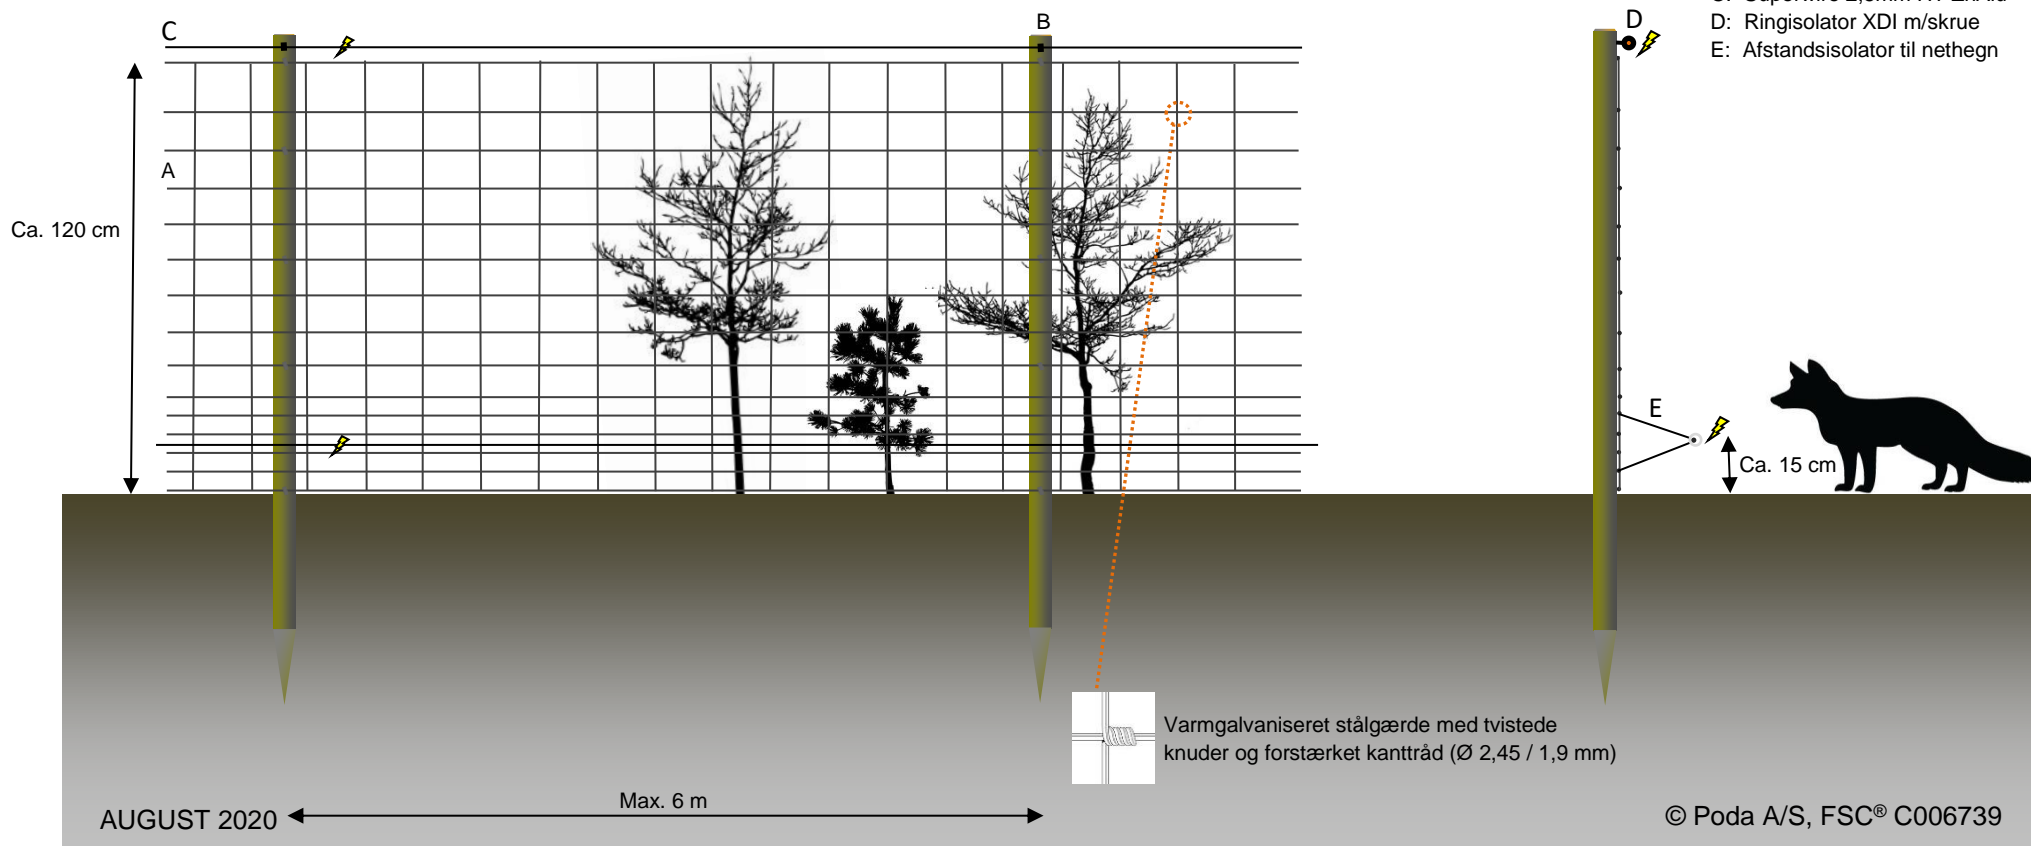 C
B
D
D: Ringisolator XDI m/skrue
E: Afstandsisolator til nethegn
A
Ca. 120 cm
E
Ca. 15 cm
Varmgalvaniseret stålgærde med tvistede
knuder og forstærket kanttråd (Ø 2,45 / 1,9 mm)
Max. 6 m
AUGUST 2020
© Poda A/S, FSC® C006739